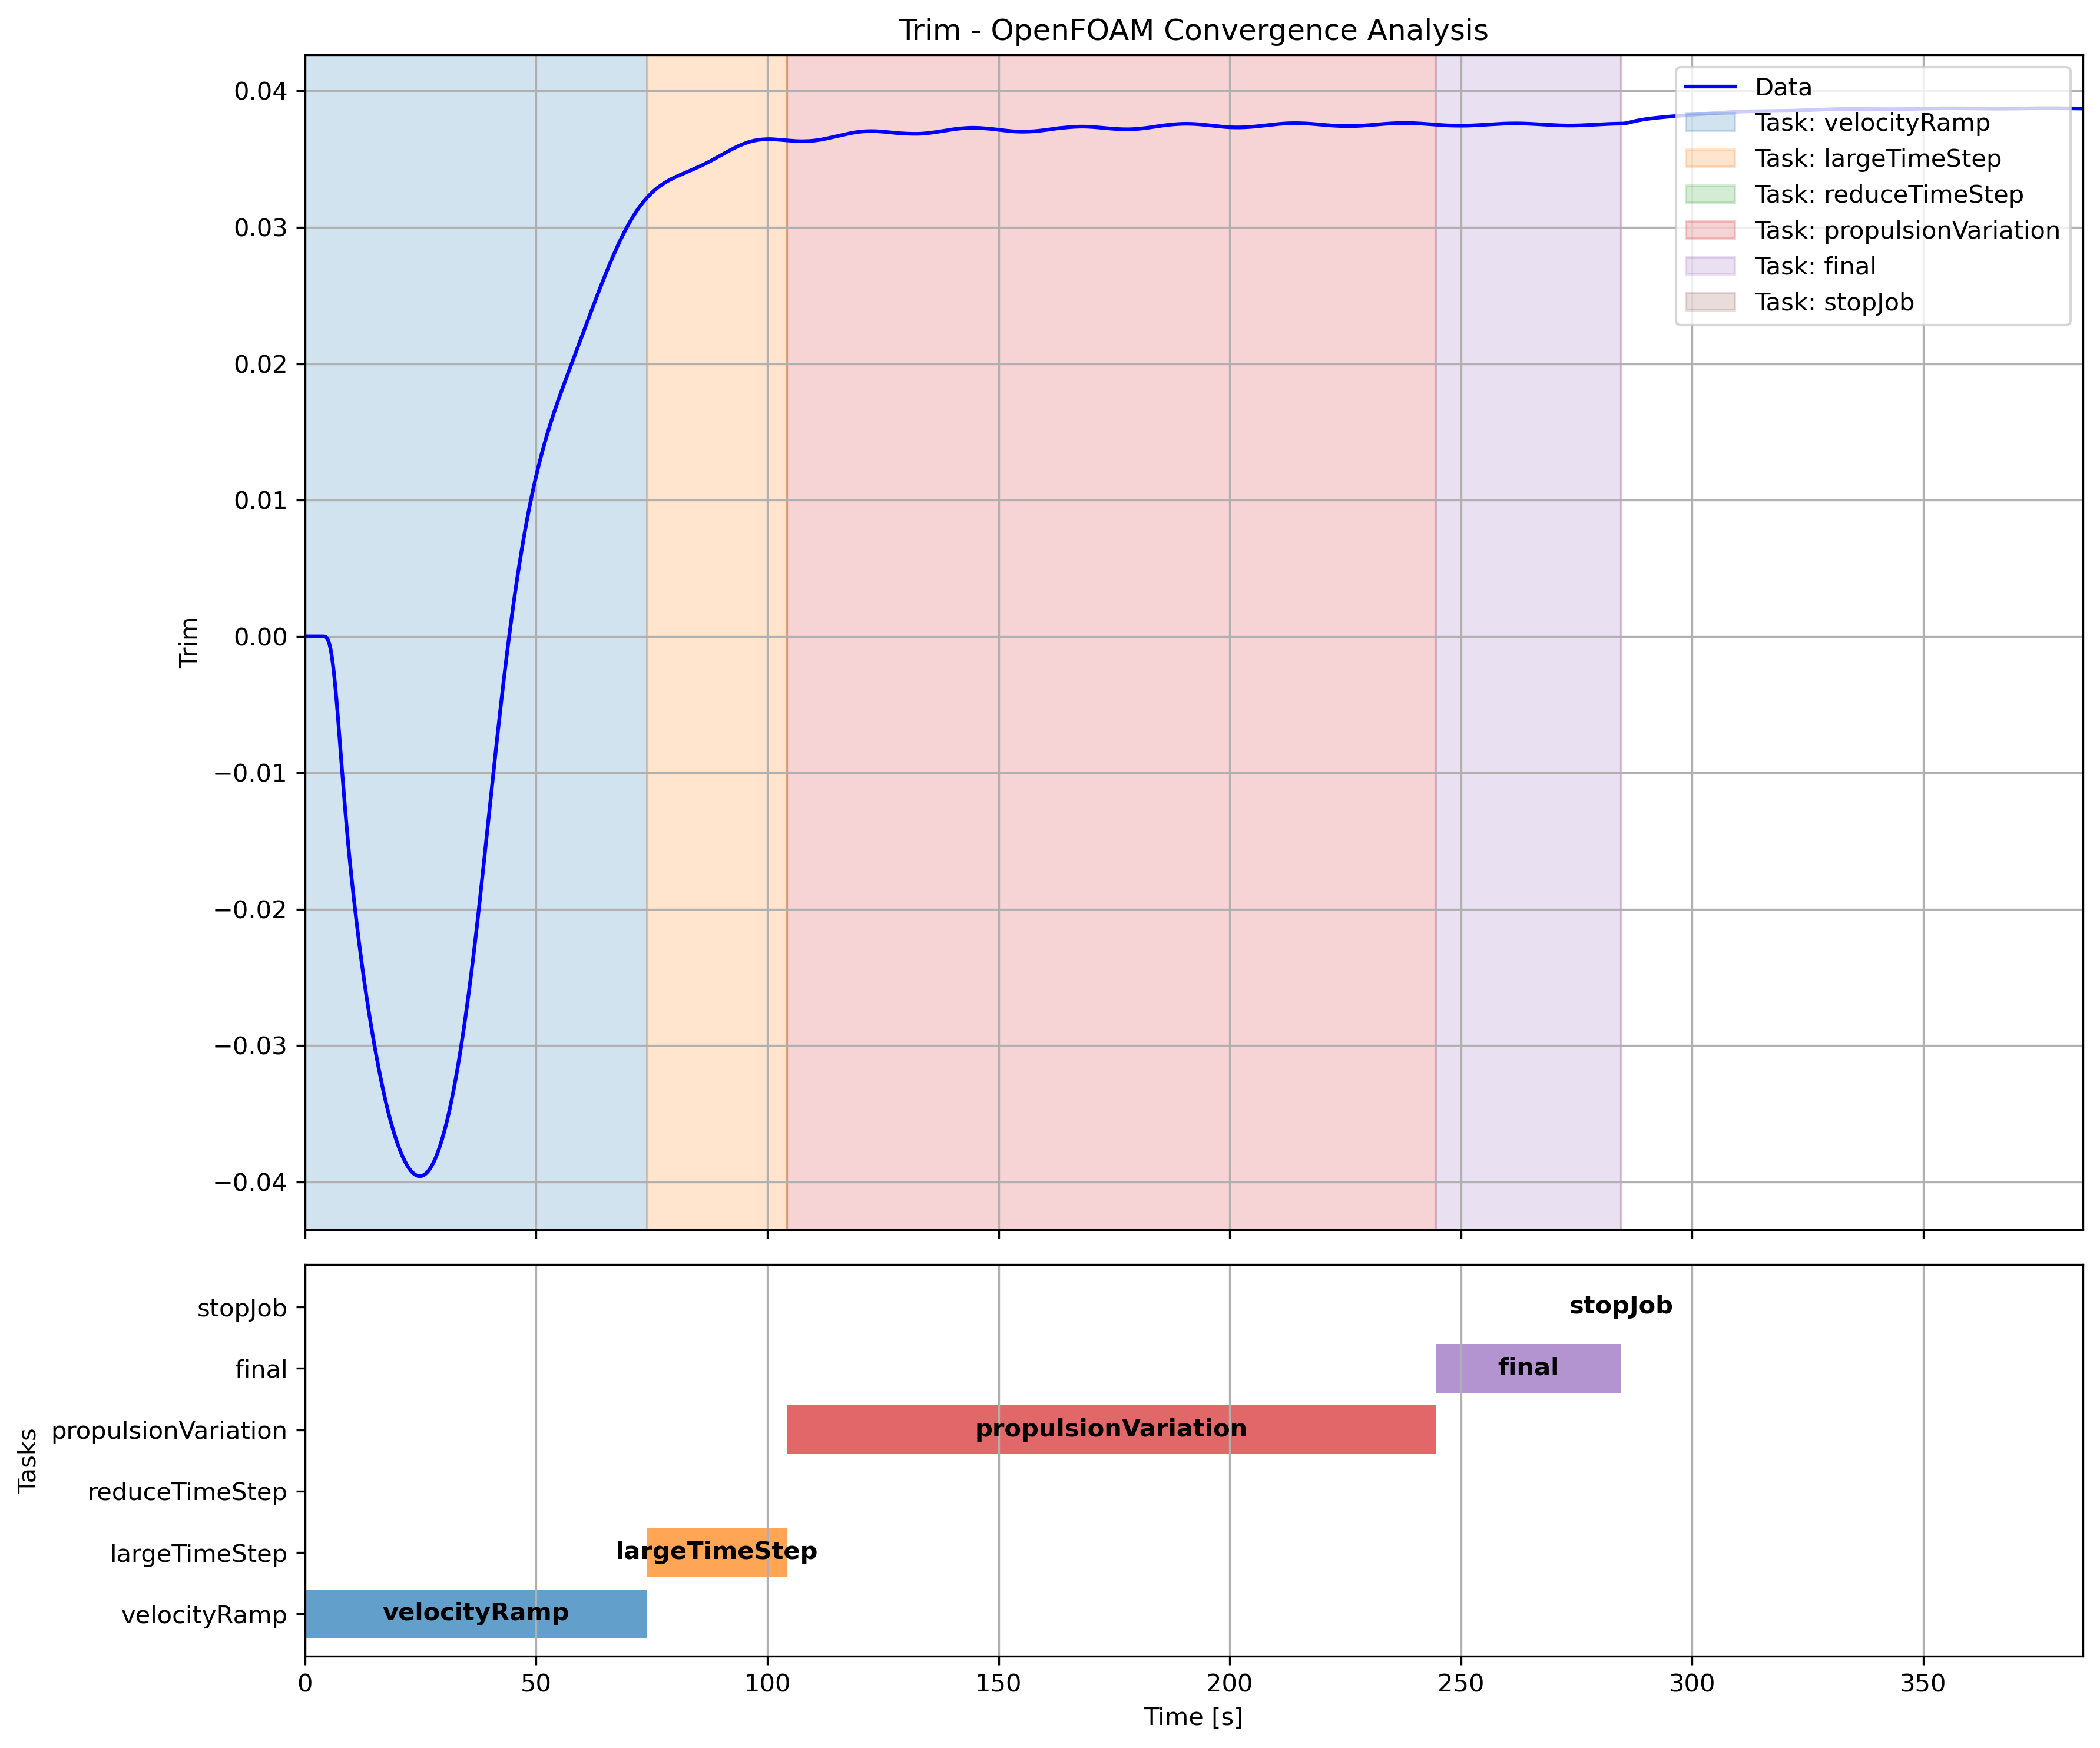 Trim - OpenFOAM Convergence Analysis
0.04
0.03
0.02
0.01
0.00
−0.01
−0.02
−0.03
−0.04
Trim
Data
Task: velocityRamp
Task: largeTimeStep
Task: reduceTimeStep
Task: propulsionVariation
Task: final
Task: stopJob
stopJob
final
propulsionVariation
reduceTimeStep
largeTimeStep
velocityRamp
Tasks
stopJob
final
propulsionVariation
largeTimeStep
velocityRamp
0 50 100 150 200 250 300 350
Time [s]